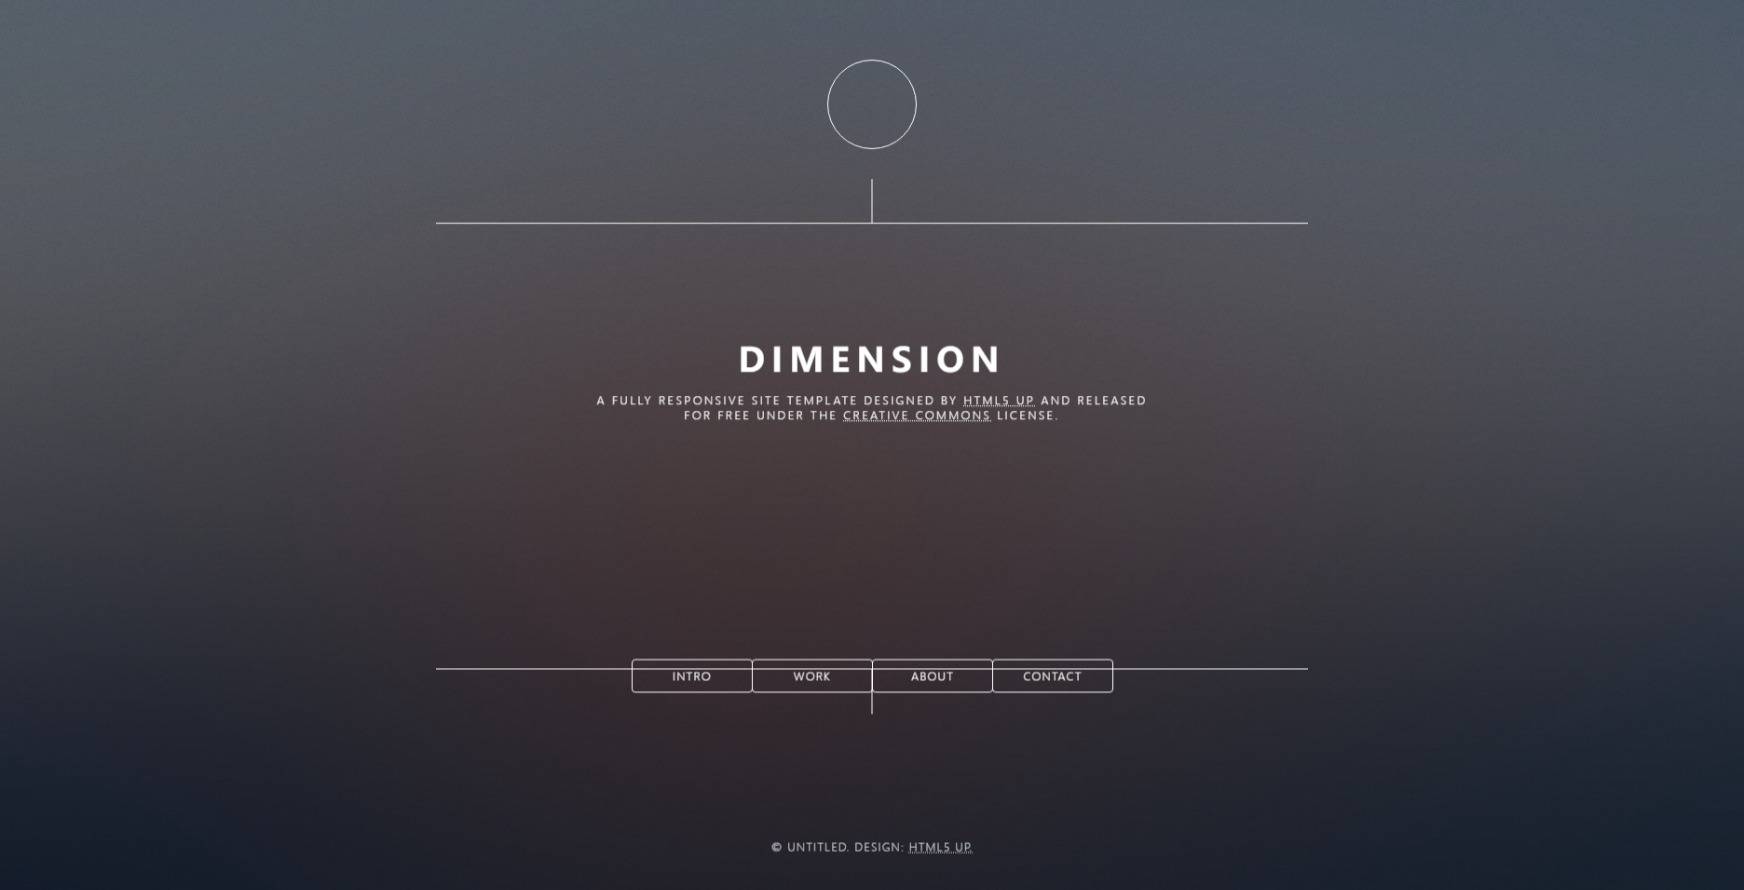 DIMENSION
A FULLY RESPONSIVE SITE TEMPLATE DESIGNED BY HTML5 UP AND RELEASED
FOR FREE UNDER THE CREATIVE COMMONS LICENSE.
INTRO WORK ABOUT CONTACT
© UNTITLED. DESIGN: HTML5 UP.